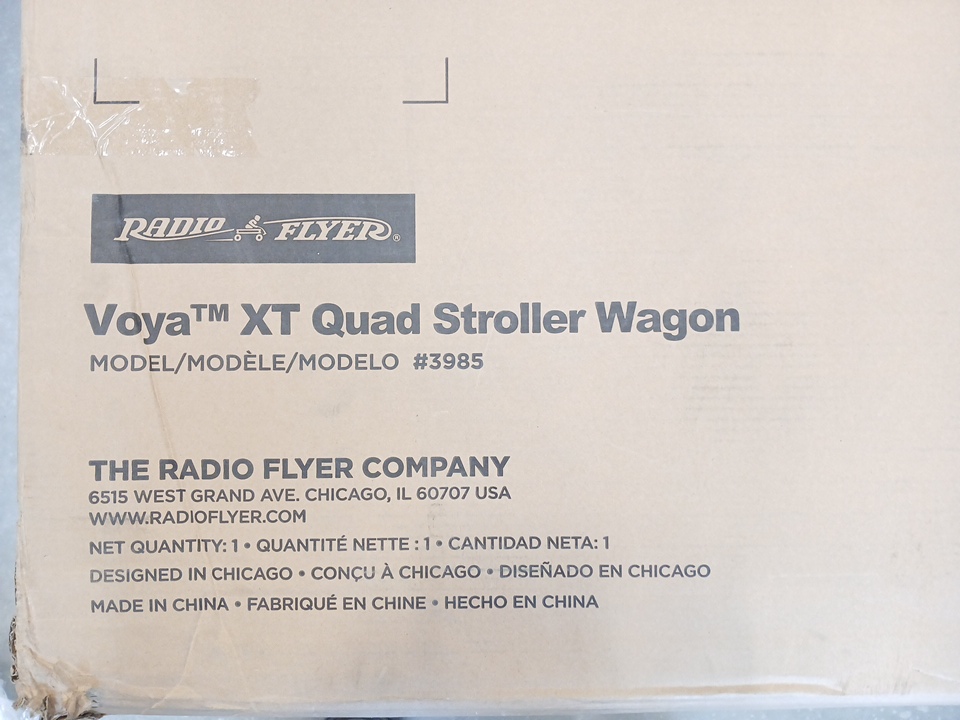 RADIO FLYER®
Voya™ XT Quad Stroller Wagon
MODEL/MODÈLE/MODELO #3985
THE RADIO FLYER COMPANY
6515 WEST GRAND AVE. CHICAGO, IL 60707 USA
WWW.RADIOFLYER.COM
NET QUANTITY: 1 • QUANTITÉ NETTE : 1 • CANTIDAD NETA: 1
DESIGNED IN CHICAGO • CONÇU À CHICAGO • DISEÑADO EN CHICAGO
MADE IN CHINA • FABRIQUÉ EN CHINE • HECHO EN CHINA